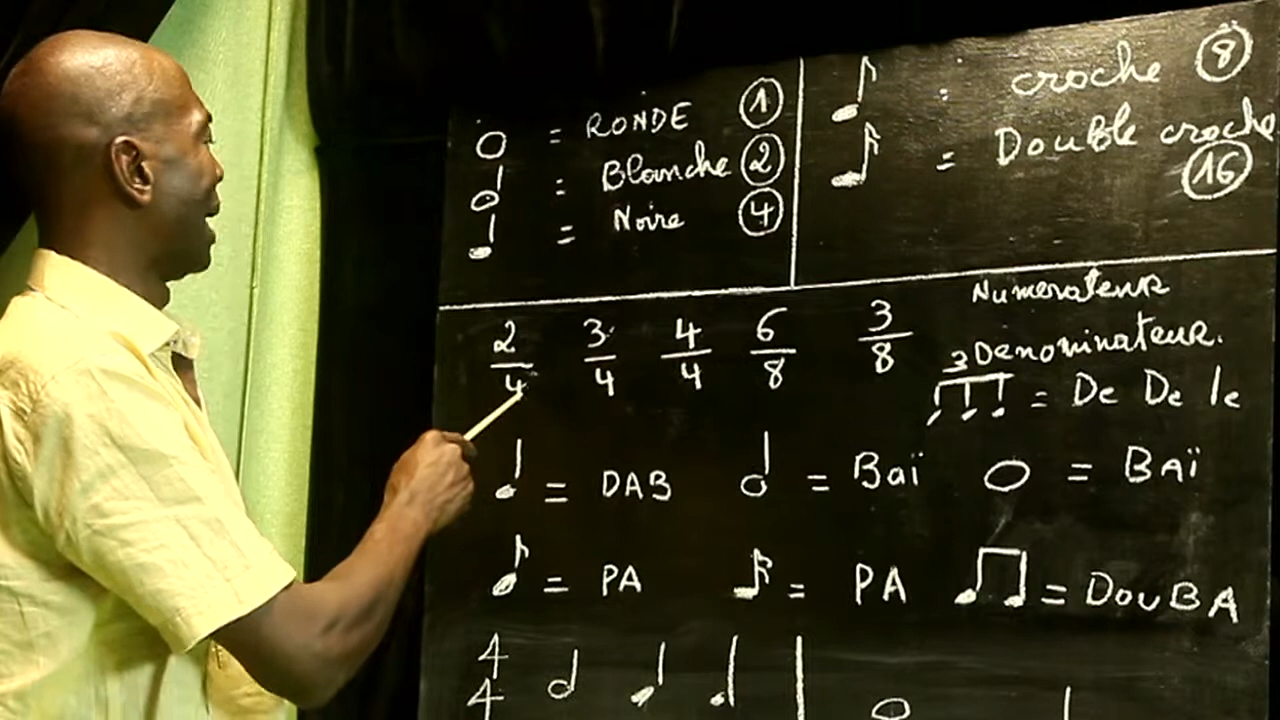 = RONDE 1
= Blanche 2
= Noire 4
: croche 8
= Double croche
16
2/4 3/4 4/4 6/8 3/8
Numerateur
Denominateur.
3 = De De le
= DAB = Baï = BAï
= PA = PA = DouBA
4/4